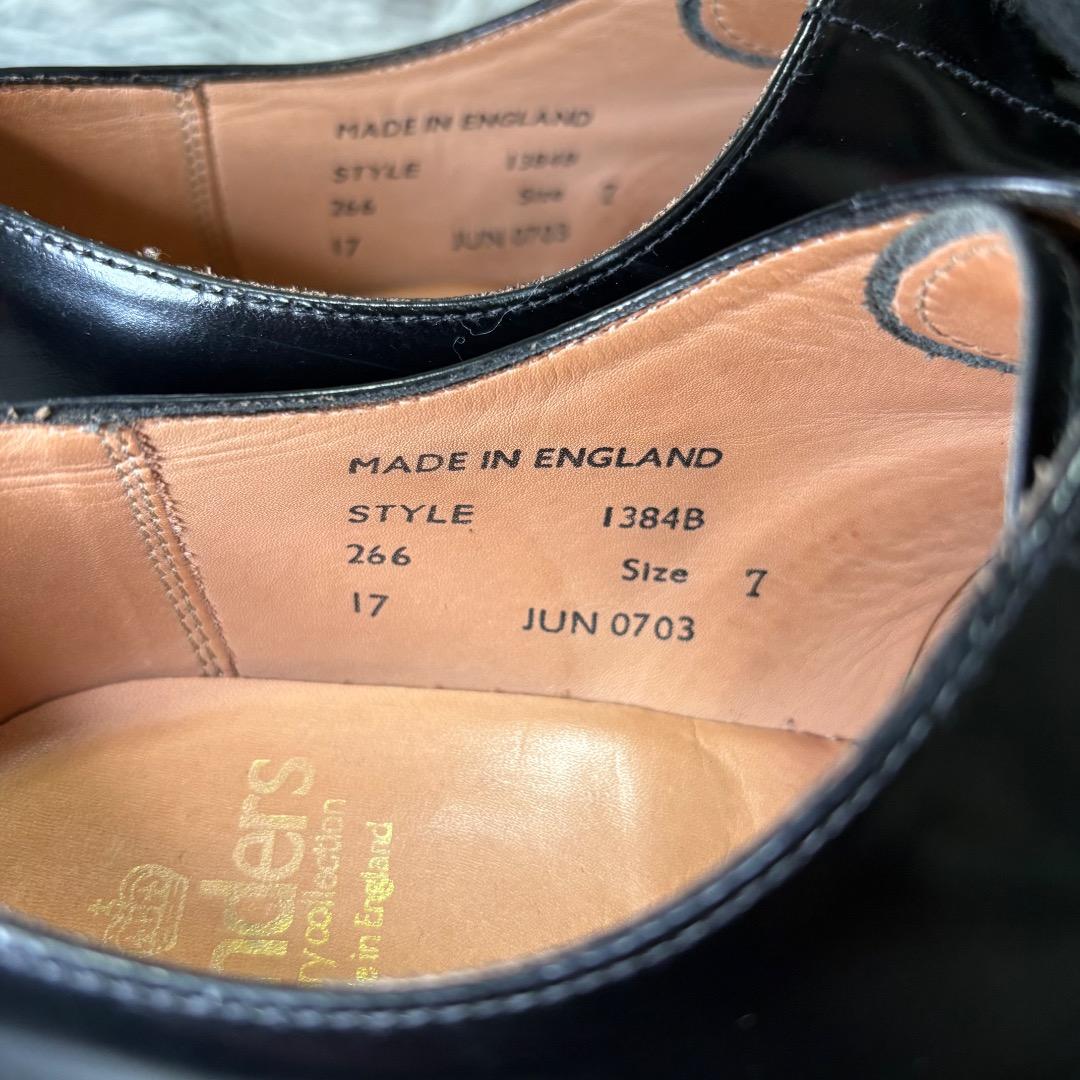 MADE IN ENGLAND
STYLE 1384B
266 Size 7
17 JUN 0703
MADE IN ENGLAND
STYLE 1384B
266 Size 7
17 JUN 0703
nders
ry collection
e in England